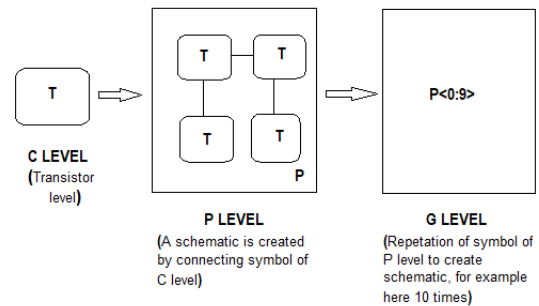 T
C LEVEL
(Transistor
level)
T T
T T
P
P LEVEL
(A schematic is created
by connecting symbol of
C level)
P<0:9>
G LEVEL
(Repetation of symbol of
P level to create
schematic, for example
here 10 times)